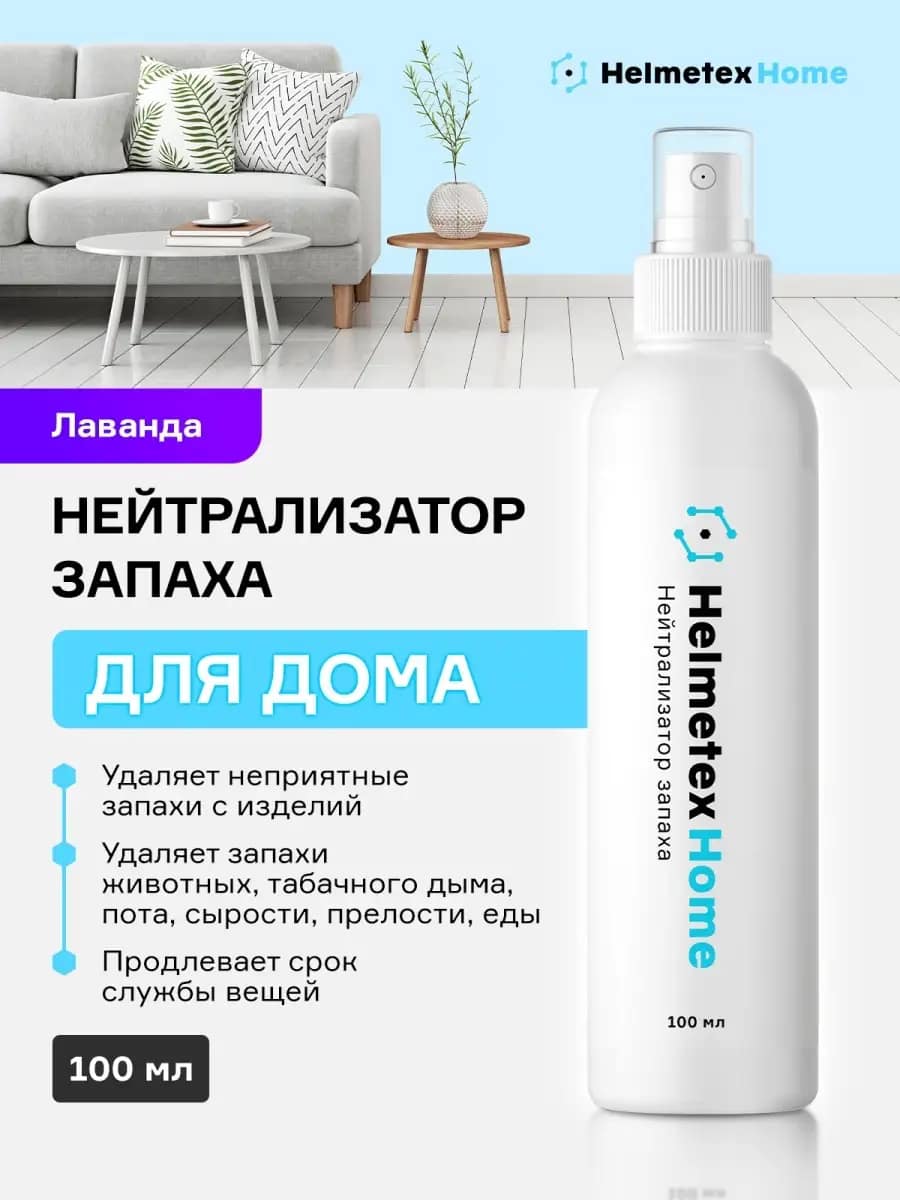 Helmetex Home
Лаванда
НЕЙТРАЛИЗАТОР
ЗАПАХА
ДЛЯ ДОМА
Удаляет неприятные
запахи с изделий
Удаляет запахи
животных, табачного дыма,
пота, сырости, прелости, еды
Продлевает срок
службы вещей
100 мл
Helmetex Home
Нейтрализатор запаха
100 мл